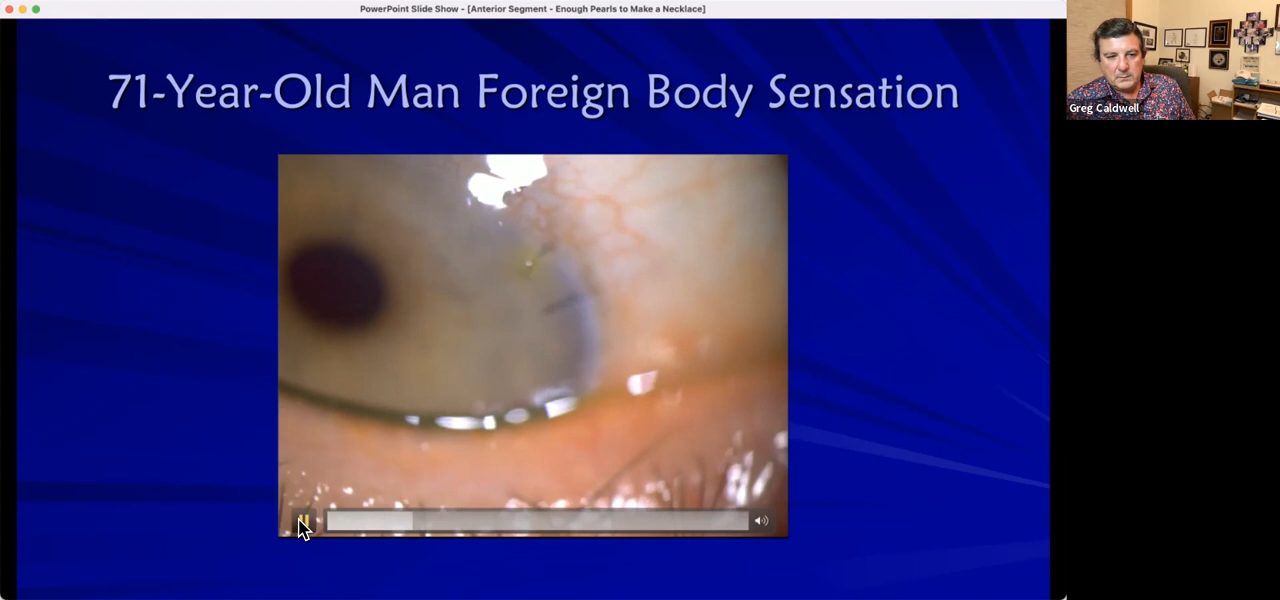 PowerPoint Slide Show - [Anterior Segment - Enough Pearls to Make a Necklace]
71-Year-Old Man Foreign Body Sensation
Greg Caldwell